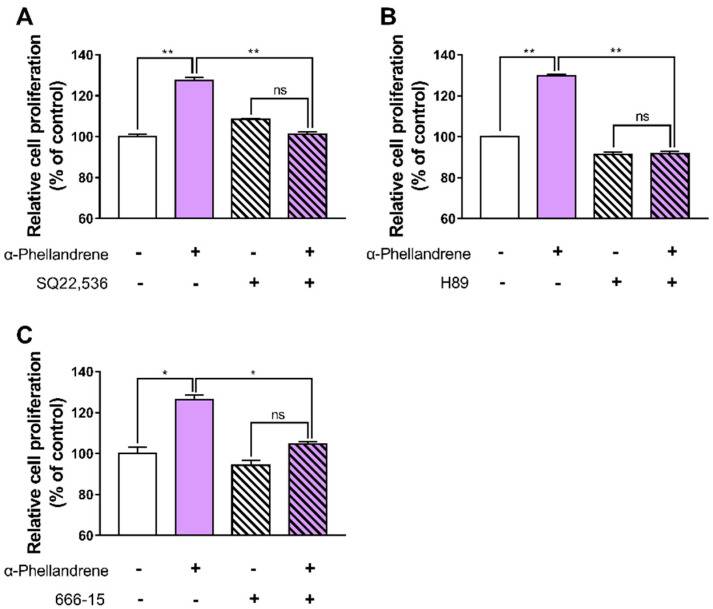 A
Relative cell proliferation
(% of control)
140
120
100
80
60
**
**
ns
α-Phellandrene - + - +
SQ22,536 - - + +
B
Relative cell proliferation
(% of control)
140
120
100
80
60
**
**
ns
α-Phellandrene - + - +
H89 - - + +
C
Relative cell proliferation
(% of control)
140
120
100
80
60
*
*
ns
α-Phellandrene - + - +
666-15 - - + +